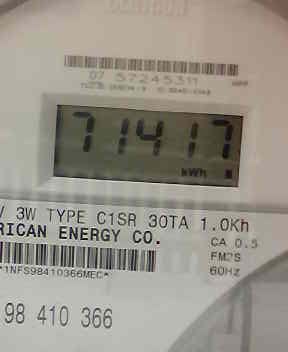 07 57245311
71417
kWh
V 3W TYPE C1SR 30TA 1.0Kh
RICAN ENERGY CO.
CA 0.5
FM2S
60HZ
*1NFS98410366MEC*
98 410 366